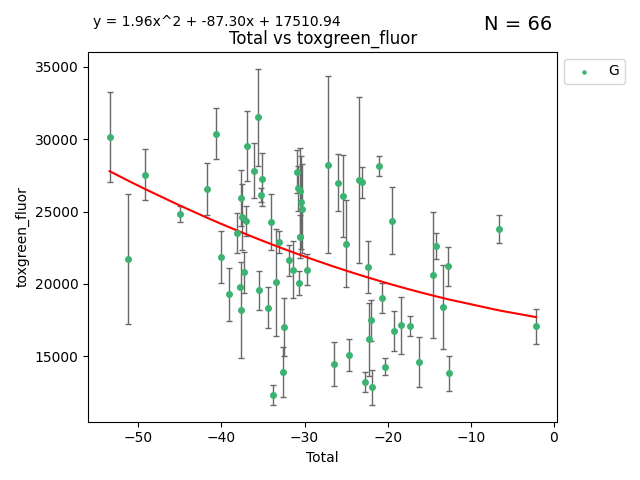 y = 1.96x^2 + -87.30x + 17510.94
N = 66
Total vs toxgreen_fluor
G
35000
30000
25000
20000
15000
toxgreen_fluor
−50
−40
−30
−20
−10
0
Total